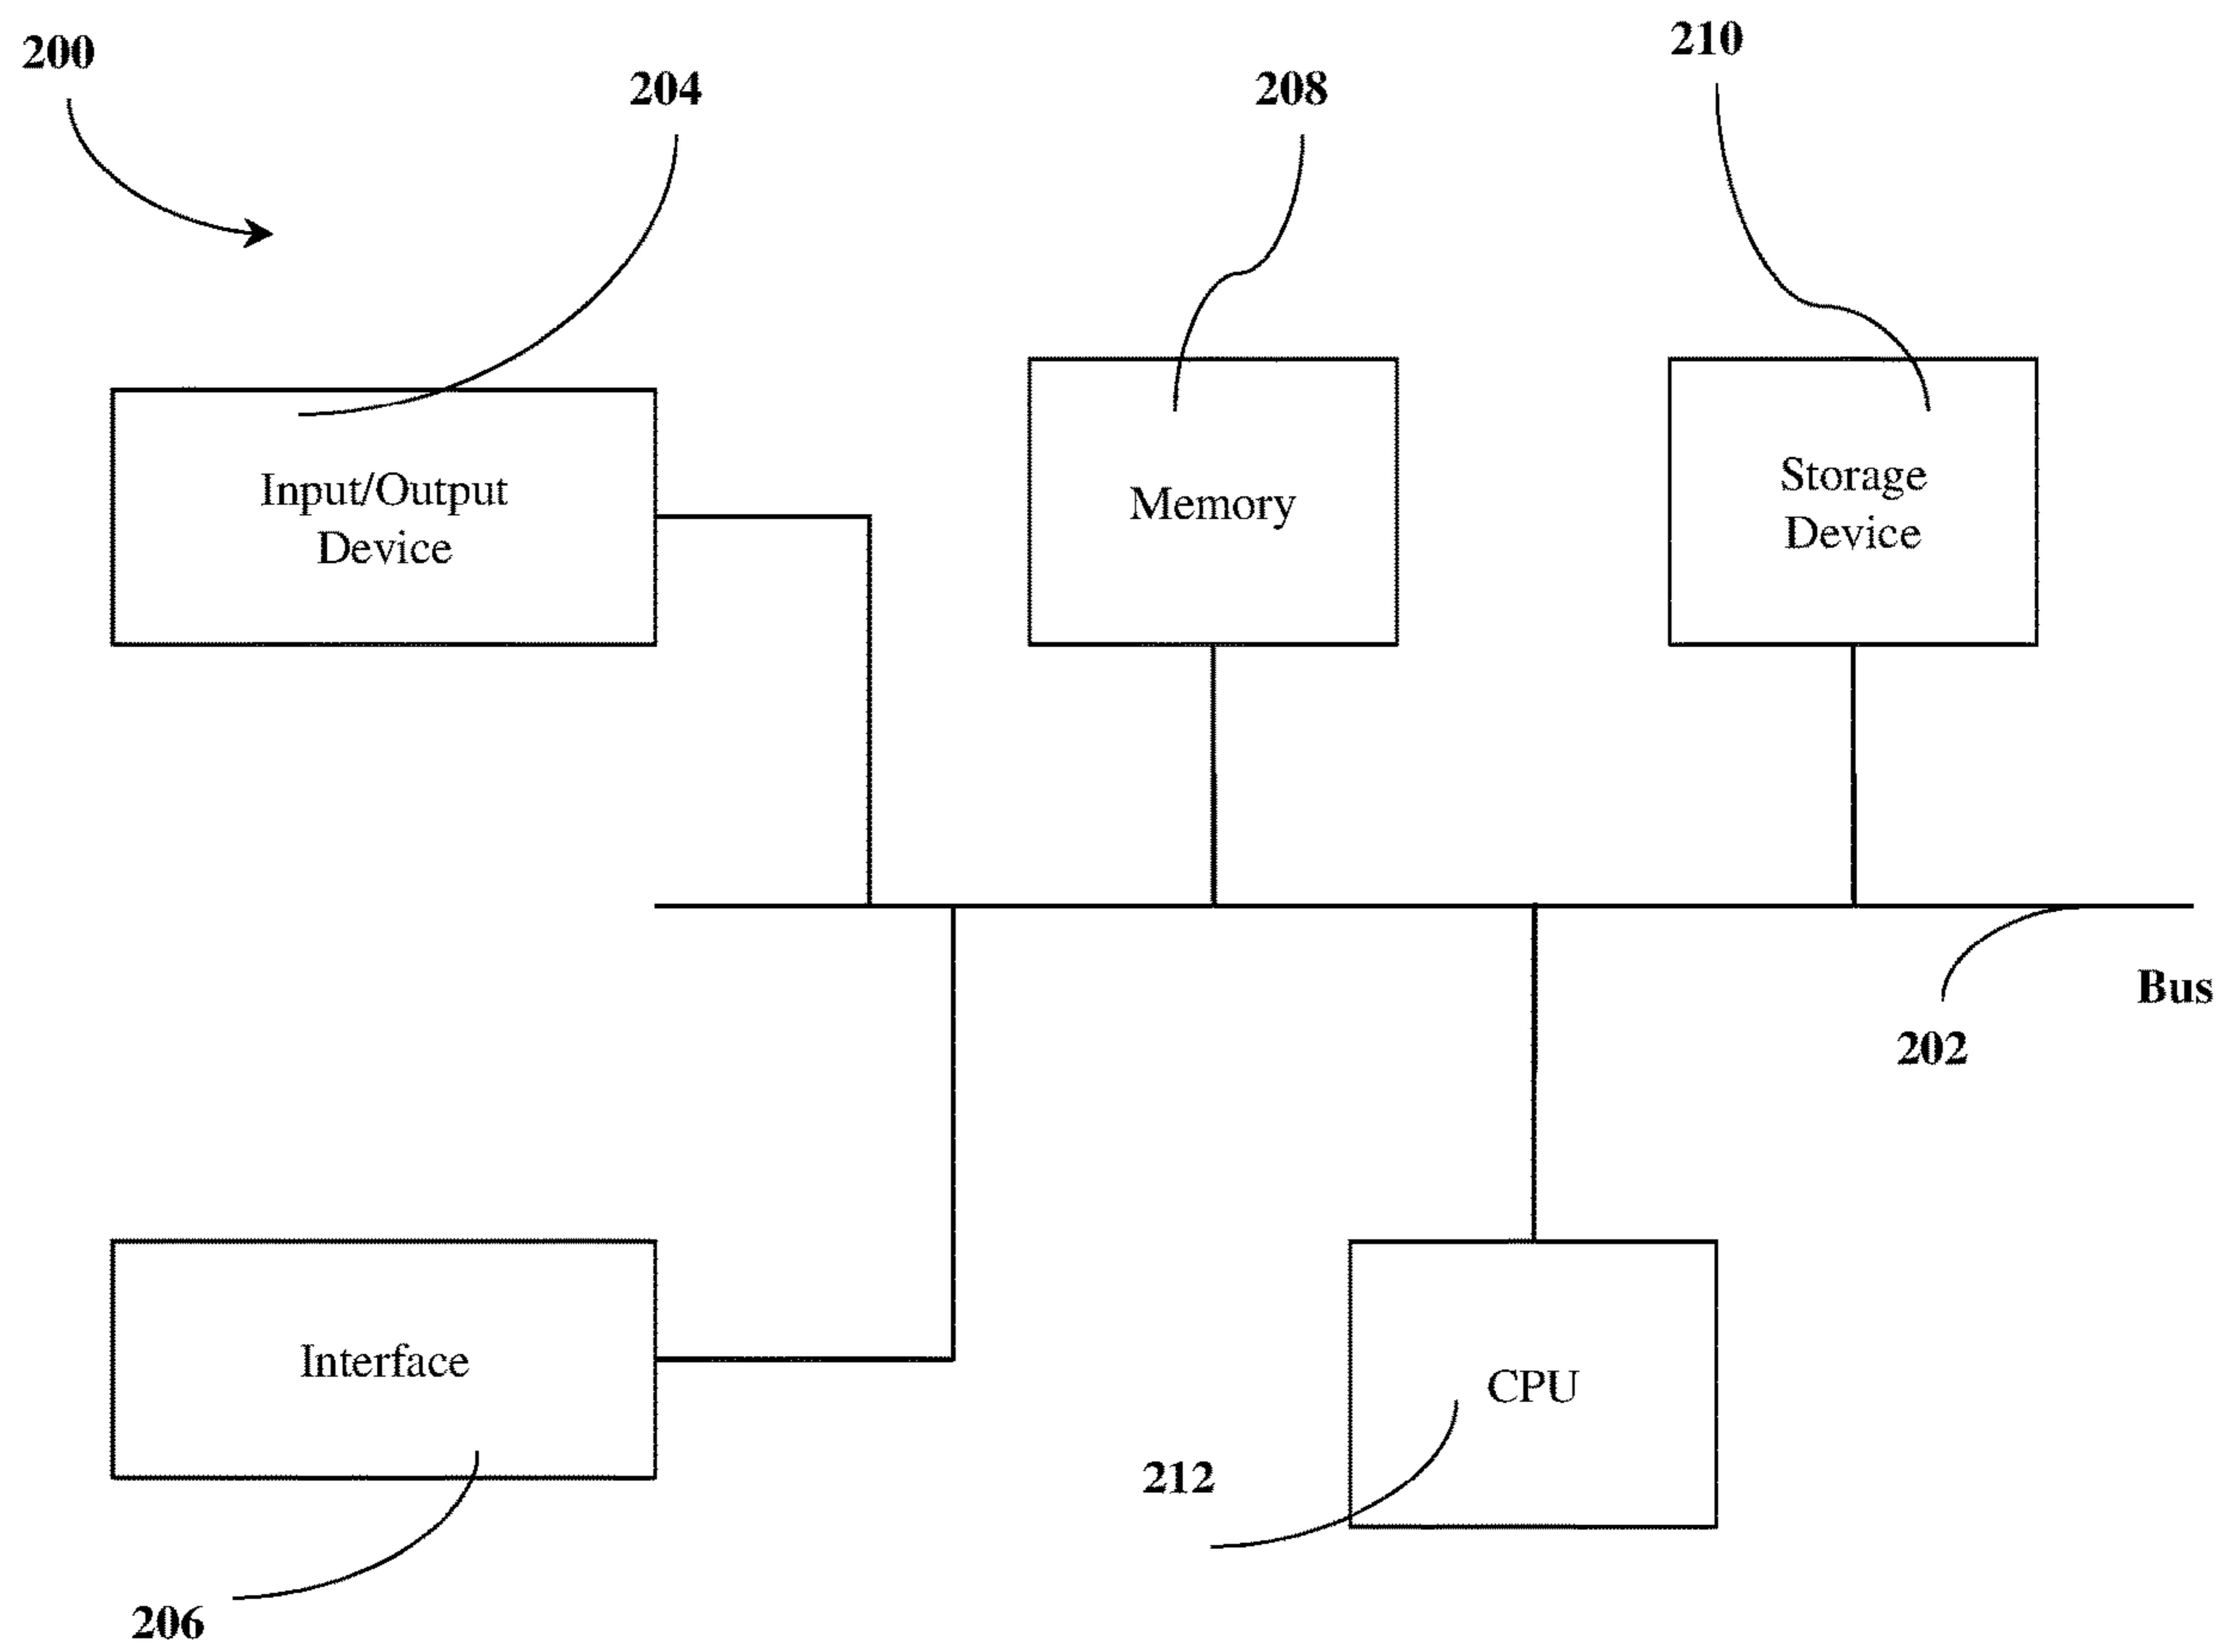 200
204
208
210
Input/Output
Device
Memory
Storage
Device
Bus
202
Interface
CPU
212
206